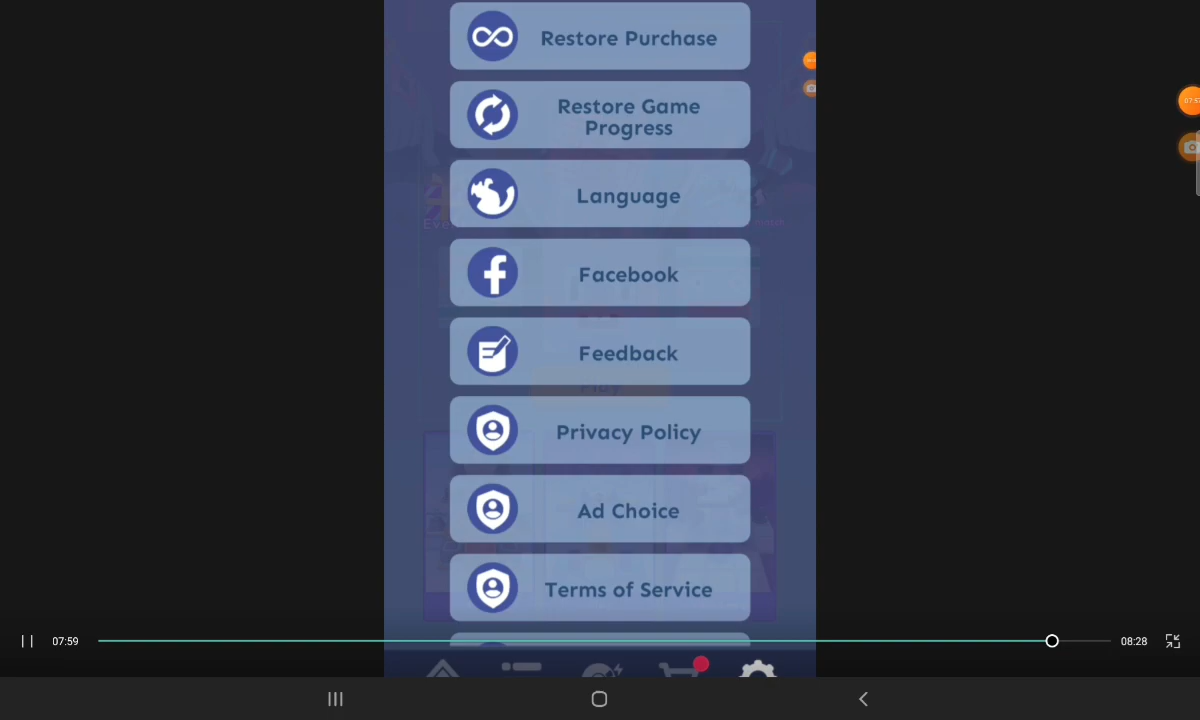 Restore Purchase
Restore Game
Progress
Language
Facebook
Feedback
Play
Privacy Policy
Ad Choice
Terms of Service
07:59
08:28